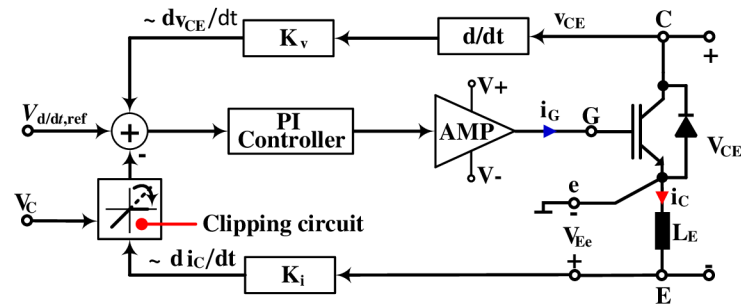 ~ dv_CE/dt
K_v
d/dt
v_CE
C
+
V_d/dt,ref
+
-
PI
Controller
V+
AMP
V-
i_G
G
V_CE
V_C
Clipping circuit
e
-
i_C
V_Ee
L_E
~ d i_C/dt
K_i
+
E
-